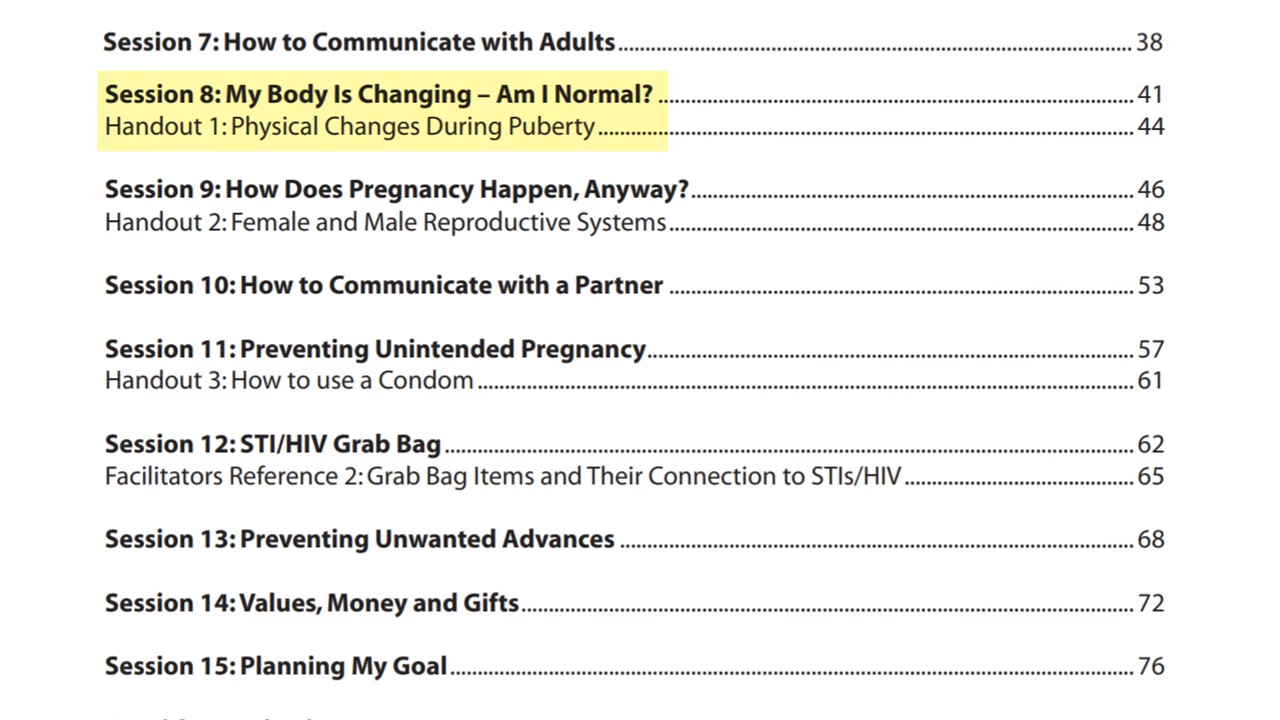 Session 7: How to Communicate with Adults.......... 38
Session 8: My Body Is Changing – Am I Normal? .......... 41
Handout 1: Physical Changes During Puberty.......... 44
Session 9: How Does Pregnancy Happen, Anyway?.......... 46
Handout 2: Female and Male Reproductive Systems.......... 48
Session 10: How to Communicate with a Partner .......... 53
Session 11: Preventing Unintended Pregnancy.......... 57
Handout 3: How to use a Condom .......... 61
Session 12: STI/HIV Grab Bag .......... 62
Facilitators Reference 2: Grab Bag Items and Their Connection to STIs/HIV .......... 65
Session 13: Preventing Unwanted Advances .......... 68
Session 14: Values, Money and Gifts.......... 72
Session 15: Planning My Goal .......... 76